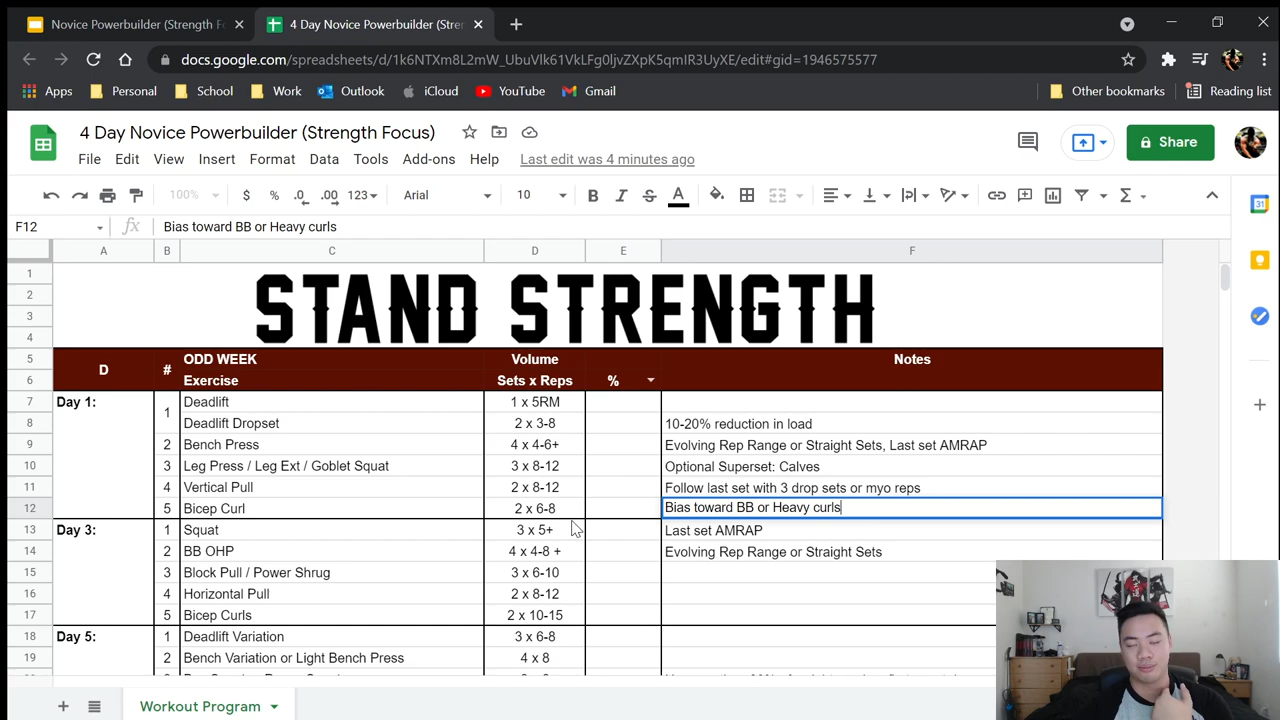 Novice Powerbuilder (Strength F
4 Day Novice Powerbuilder (Stren
docs.google.com/spreadsheets/d/1k6NTXm8L2mW_UbuVlk61VkLFg0ljvZXpK5qmIR3UyXE/edit#gid=1946575577
Apps Personal School Work Outlook iCloud YouTube Gmail Other bookmarks Reading list
4 Day Novice Powerbuilder (Strength Focus)
Share
File Edit View Insert Format Data Tools Add-ons Help Last edit was 4 minutes ago
100% $ % .0 .00 123 Arial 10 B I S A Σ
31
F12 fx Bias toward BB or Heavy curls
A B C D E F
1
2
3
4
STAND STRENGTH
5 D # ODD WEEK Volume Notes
6 Exercise Sets x Reps %
7 Day 1: 1 Deadlift 1 x 5RM
8 Deadlift Dropset 2 x 3-8 10-20% reduction in load
9 2 Bench Press 4 x 4-6+ Evolving Rep Range or Straight Sets, Last set AMRAP
10 3 Leg Press / Leg Ext / Goblet Squat 3 x 8-12 Optional Superset: Calves
11 4 Vertical Pull 2 x 8-12 Follow last set with 3 drop sets or myo reps
12 5 Bicep Curl 2 x 6-8 Bias toward BB or Heavy curls
13 Day 3: 1 Squat 3 x 5+ Last set AMRAP
14 2 BB OHP 4 x 4-8 + Evolving Rep Range or Straight Sets
15 3 Block Pull / Power Shrug 3 x 6-10
16 4 Horizontal Pull 2 x 8-12
17 5 Bicep Curls 2 x 10-15
18 Day 5: 1 Deadlift Variation 3 x 6-8
19 2 Bench Variation or Light Bench Press 4 x 8
Workout Program